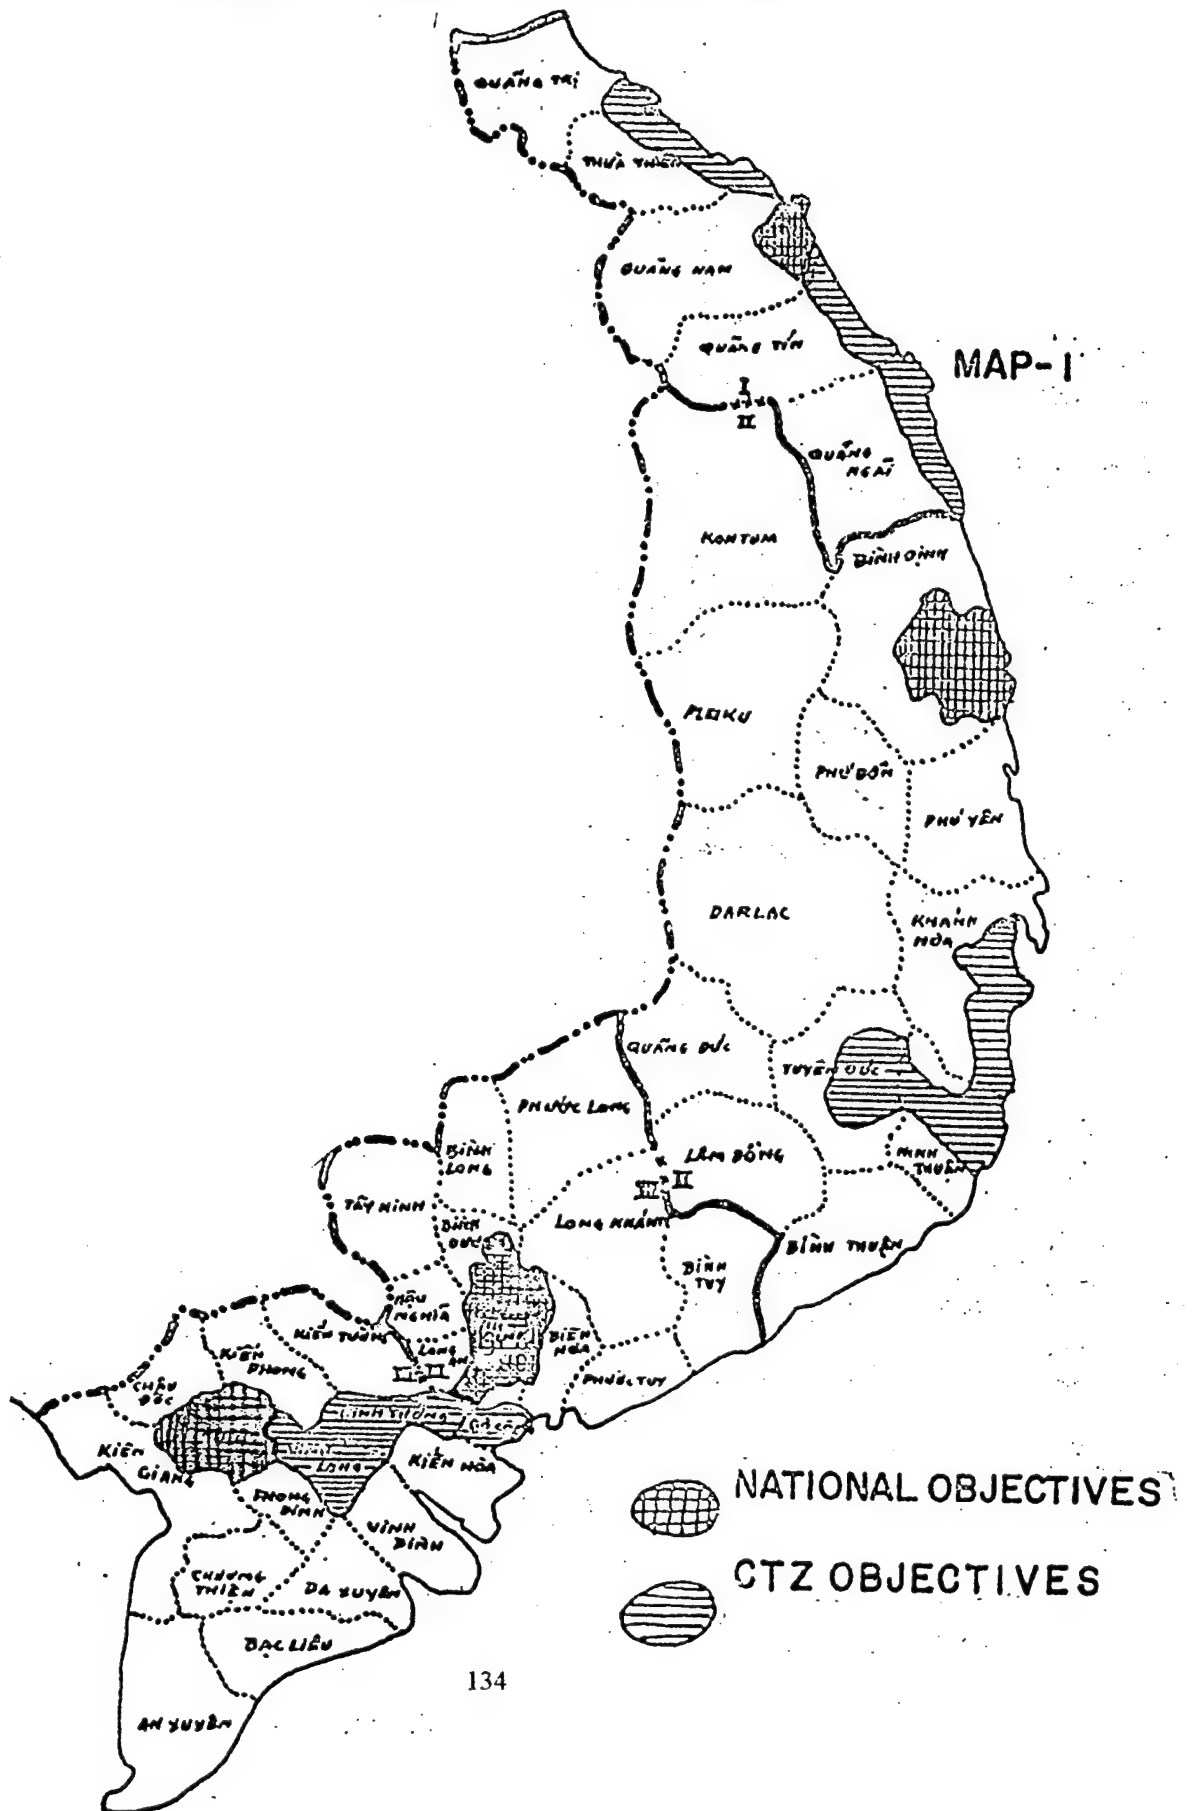 QUẢNG TRỊ
THỪA THIÊN
QUẢNG NAM
QUẢNG TÍN
MAP-1
I
II
QUẢNG
NGÃI
KONTUM
BÌNH ĐỊNH
PLEIKU
PHÚ BỔN
PHÚ YÊN
DARLAC
KHÁNH
HÒA
QUẢNG ĐỨC
TUYÊN ĐỨC
PHƯỚC LONG
BÌNH
LONG
LÂM ĐỒNG
NINH
THUẬN
II
III
TÂY NINH
LONG KHÁNH
BÌNH THUẬN
BÌNH
TUY
HẬU
NGHĨA
KIẾN TƯỜNG
LONG
AN
BIÊN
HÒA
KIẾN
PHONG
PHƯỚC TUY
CHÂU
ĐỐC
KIÊN
GIANG
LONG
KIẾN HÒA
PHONG
DINH
VĨNH
BÌNH
NATIONAL OBJECTIVES
CTZ OBJECTIVES
CHƯƠNG
THIỆN
BA XUYÊN
BẠC LIÊU
134
AN XUYÊN